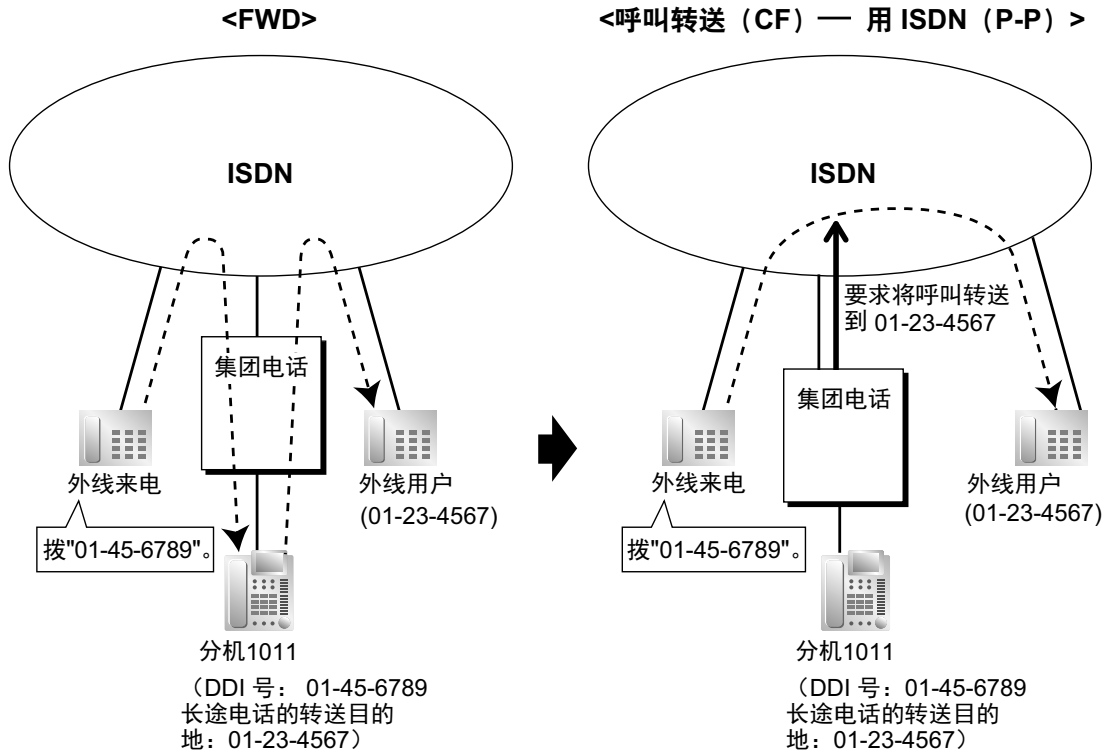 <FWD>
ISDN
集团电话
外线来电
外线用户
(01-23-4567)
拨"01-45-6789"。
分机1011
（DDI 号： 01-45-6789
长途电话的转送目的
地：01-23-4567）
<呼叫转送（CF）— 用 ISDN（P-P）>
ISDN
要求将呼叫转送
到 01-23-4567
集团电话
外线来电
外线用户
(01-23-4567)
拨"01-45-6789"。
分机1011
（DDI 号：01-45-6789
长途电话的转送目的
地：01-23-4567）